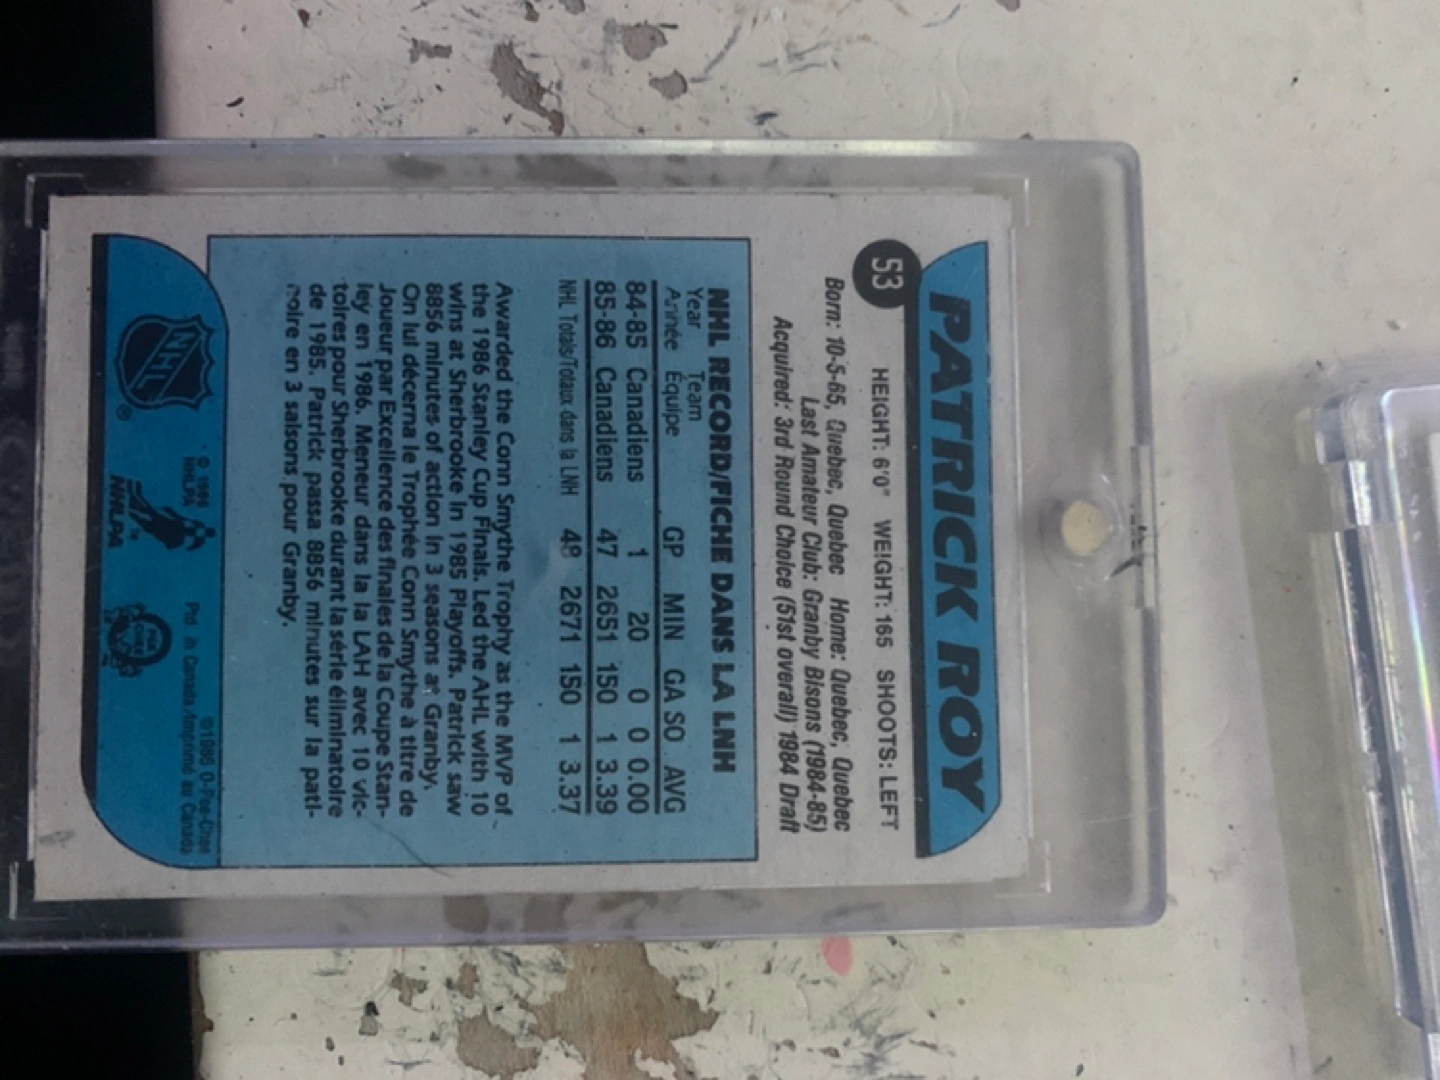 PATRICK ROY
53
HEIGHT: 6'0" WEIGHT: 165 SHOOTS: LEFT
Born: 10-5-65, Quebec, Quebec Home: Quebec, Quebec
Last Amateur Club: Granby Bisons (1984-85)
Acquired: 3rd Round Choice (51st overall) 1984 Draft
NHL RECORD/FICHE DANS LA LNH
Year Team
Année Équipe GP MIN GA SO AVG
84-85 Canadiens 1 20 0 0 0.00
85-86 Canadiens 47 2651 150 1 3.39
NHL Totals/Totaux dans la LNH 48 2671 150 1 3.37
Awarded the Conn Smythe Trophy as the MVP of
the 1986 Stanley Cup Finals. Led the AHL with 10
wins at Sherbrooke in 1985 Playoffs. Patrick saw
8856 minutes of action in 3 seasons at Granby.
On lui décerna le Trophée Conn Smythe à titre de
Joueur par Excellence des finales de la Coupe Stan-
ley en 1986. Meneur dans la la LAH avec 10 vic-
toires pour Sherbrooke durant la série éliminatoire
de 1985. Patrick passa 8856 minutes sur la pati-
noire en 3 saisons pour Granby.
NHL ®
© 1986
NHLPA
NHLPA
O-PEE-CHEE
©1986 O-Pee-Chee
Ptd in Canada/Imprimé au Canada